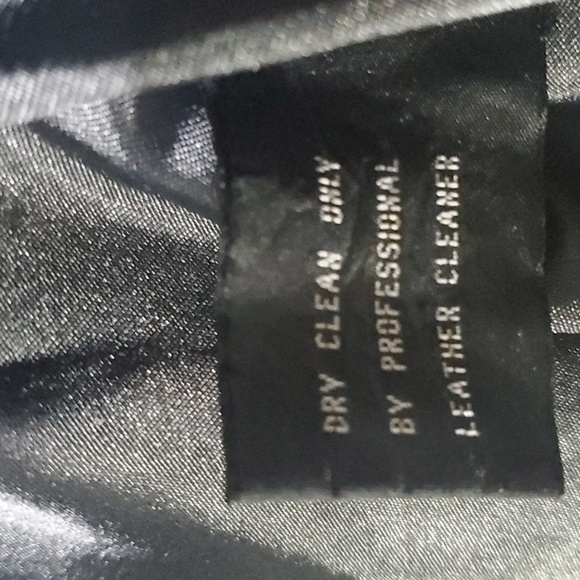 DRY CLEAN ONLY
BY PROFESSIONAL
LEATHER CLEANER